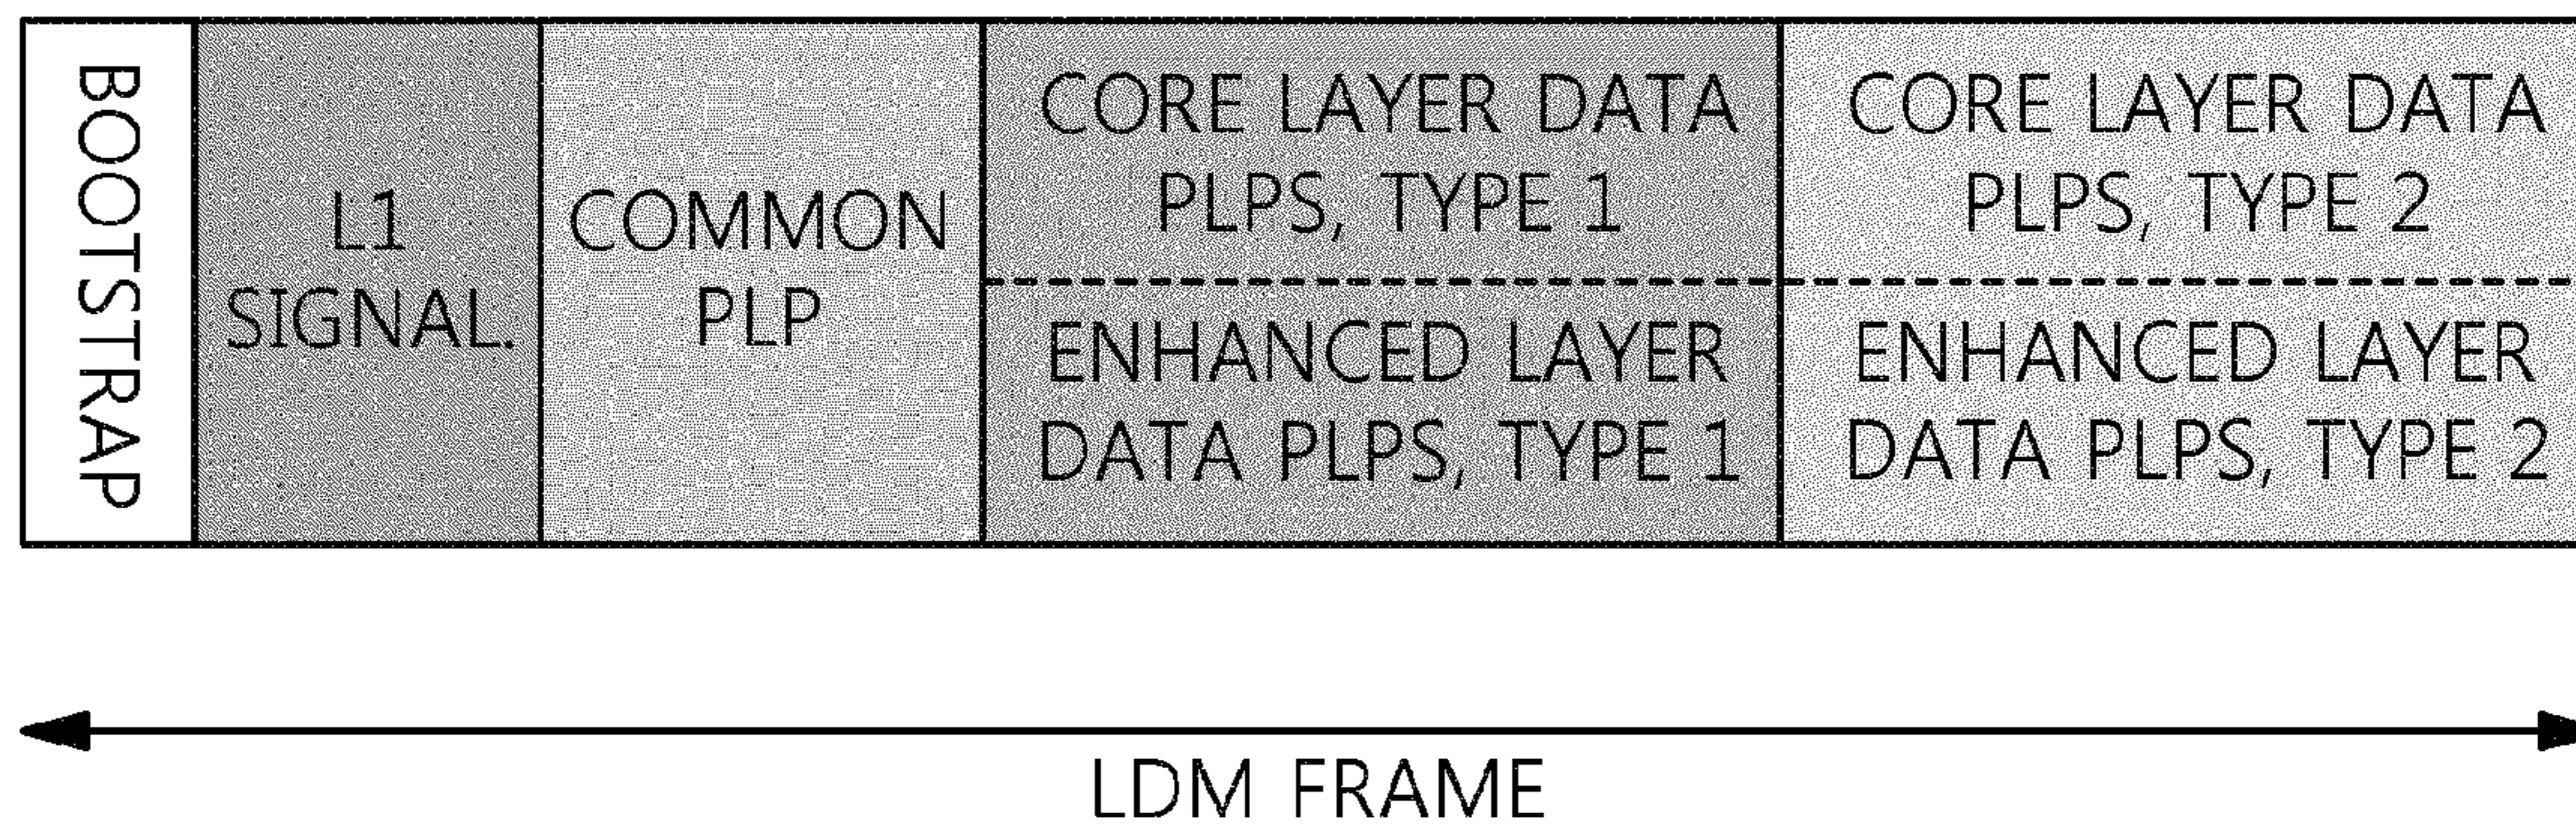 BOOTSTRAP
L1
SIGNAL.
COMMON
PLP
CORE LAYER DATA
PLPS, TYPE 1
ENHANCED LAYER
DATA PLPS, TYPE 1
CORE LAYER DATA
PLPS, TYPE 2
ENHANCED LAYER
DATA PLPS, TYPE 2
LDM FRAME